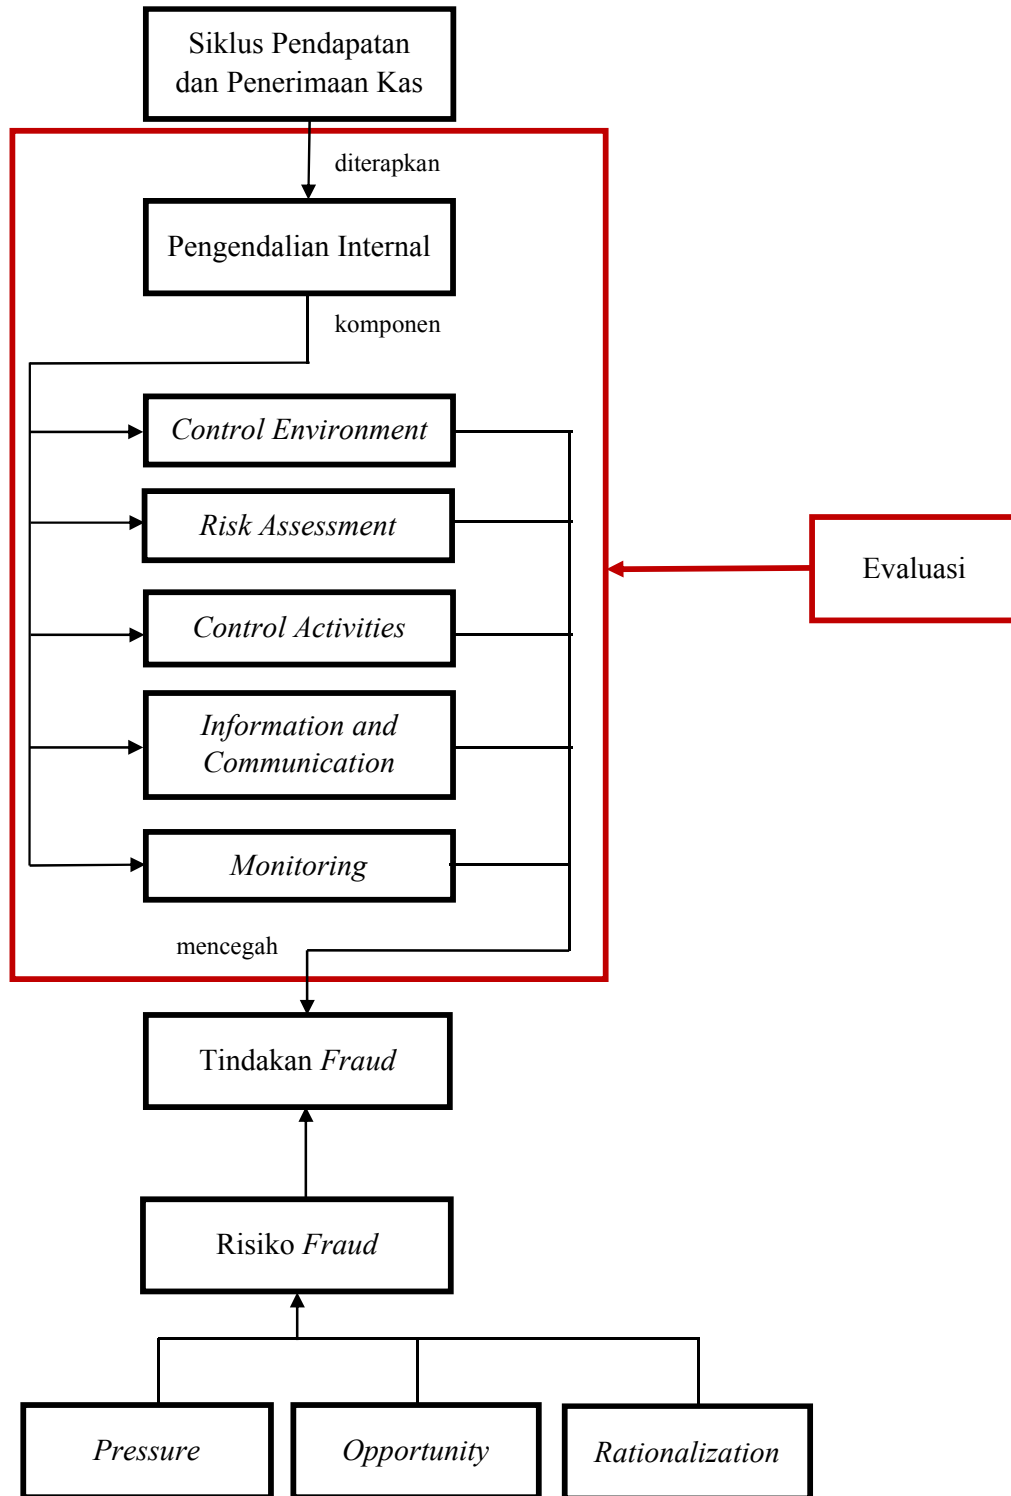 Siklus Pendapatan
dan Penerimaan Kas
diterapkan
Pengendalian Internal
komponen
Control Environment
Risk Assessment
Evaluasi
Control Activities
Information and
Communication
Monitoring
mencegah
Tindakan Fraud
Risiko Fraud
Pressure
Opportunity
Rationalization